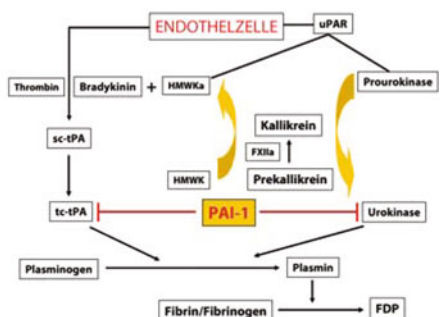 ENDOTHELZELLE
uPAR
Thrombin
Bradykinin + HMWKa
Prourokinase
Kallikrein
sc-tPA
FXIIa
HMWK
Prekallikrein
tc-tPA
PAI-1
Urokinase
Plasminogen
Plasmin
Fibrin/Fibrinogen
FDP